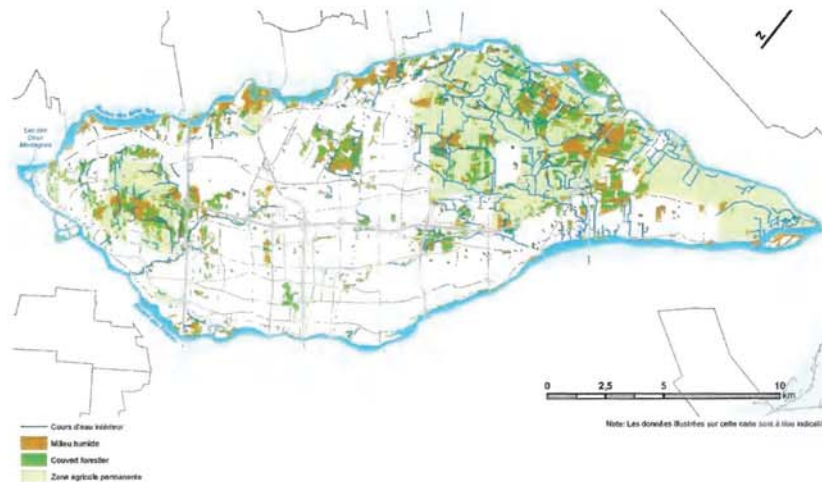 N
Lac des
Deux
Montagnes
0 2,5 5 10
km
Note: Les données illustrées sur cette carte sont à titre indicatif
Cours d'eau intérieur
Milieu humide
Couvert forestier
Zone agricole permanente